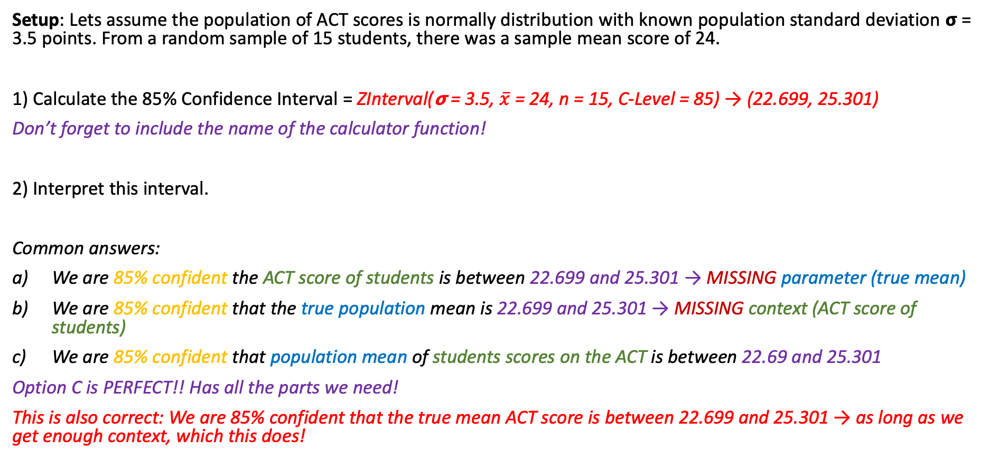 Setup: Lets assume the population of ACT scores is normally distribution with known population standard deviation σ =
3.5 points. From a random sample of 15 students, there was a sample mean score of 24.
1) Calculate the 85% Confidence Interval = ZInterval(σ = 3.5, x̄ = 24, n = 15, C-Level = 85) → (22.699, 25.301)
Don’t forget to include the name of the calculator function!
2) Interpret this interval.
Common answers:
a) We are 85% confident the ACT score of students is between 22.699 and 25.301 → MISSING parameter (true mean)
b) We are 85% confident that the true population mean is 22.699 and 25.301 → MISSING context (ACT score of
students)
c) We are 85% confident that population mean of students scores on the ACT is between 22.69 and 25.301
Option C is PERFECT!! Has all the parts we need!
This is also correct: We are 85% confident that the true mean ACT score is between 22.699 and 25.301 → as long as we
get enough context, which this does!